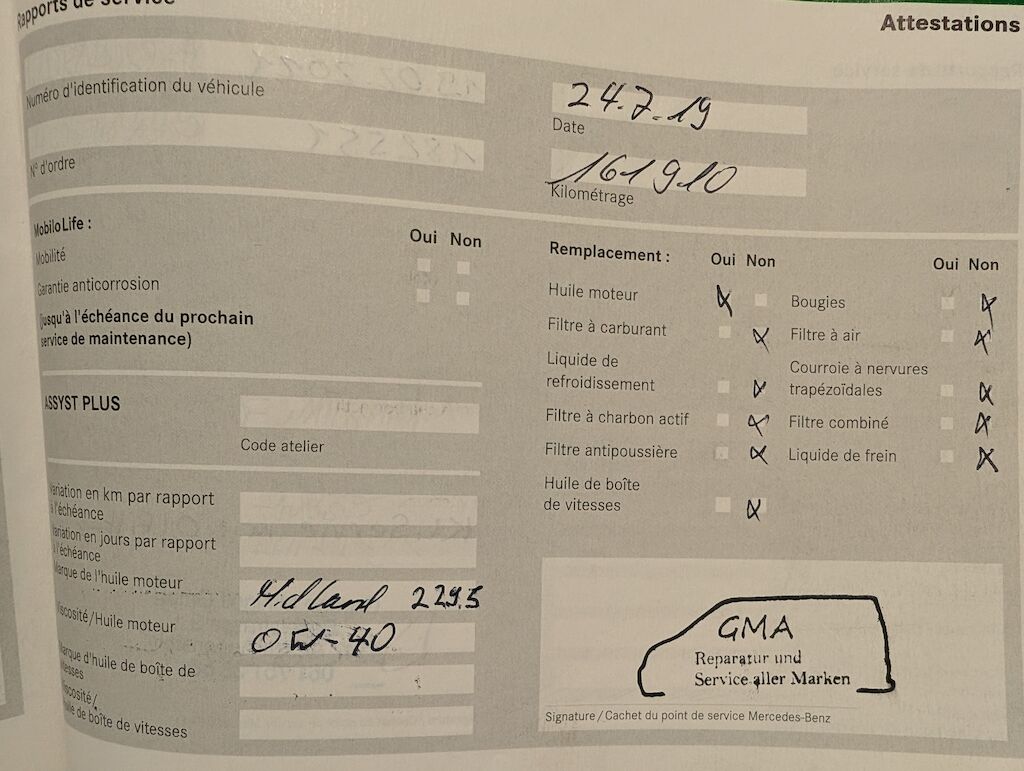 Rapports de service
Attestations
Numéro d'identification du véhicule
24.7.19
Date
N° d'ordre
161910
Kilométrage
MobiloLife :
Oui Non
Mobilité
Garantie anticorrosion
(jusqu'à l'échéance du prochain
service de maintenance)
Remplacement :
Oui Non
Oui Non
Huile moteur
Bougies
Filtre à carburant
Filtre à air
Liquide de
refroidissement
Courroie à nervures
trapézoïdales
Filtre à charbon actif
Filtre combiné
Filtre antipoussière
Liquide de frein
Huile de boîte
de vitesses
ASSYST PLUS
Code atelier
Variation en km par rapport
à l'échéance
Variation en jours par rapport
à l'échéance
Marque de l'huile moteur
Midland 229.5
Viscosité/Huile moteur
0W-40
Marque d'huile de boîte de
vitesses
Viscosité/
Huile de boîte de vitesses
GMA
Reparatur und
Service aller Marken
Signature/Cachet du point de service Mercedes-Benz